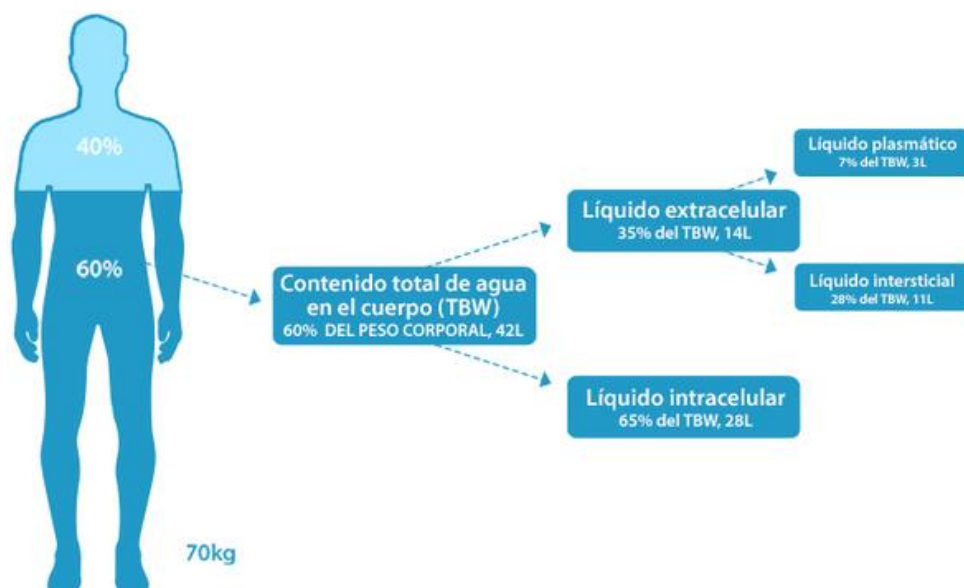 40%
60%
70kg
Contenido total de agua
en el cuerpo (TBW)
60% DEL PESO CORPORAL, 42L
Líquido extracelular
35% del TBW, 14L
Líquido intracelular
65% del TBW, 28L
Líquido plasmático
7% del TBW, 3L
Líquido intersticial
28% del TBW, 11L